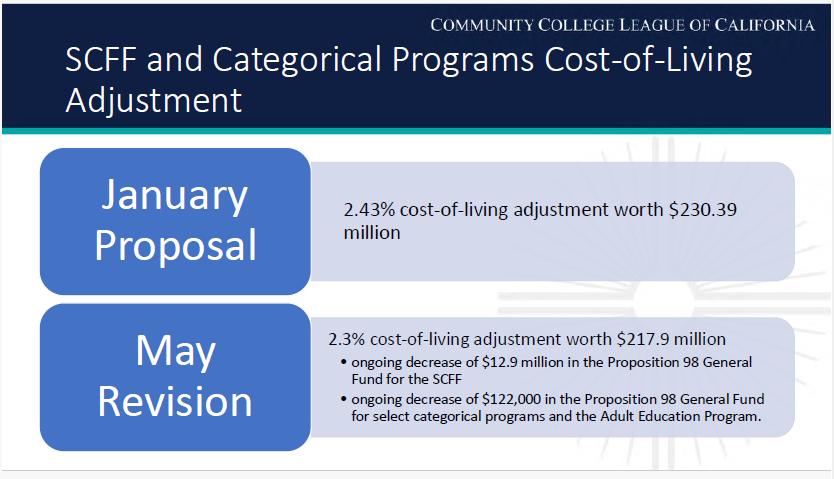 COMMUNITY COLLEGE LEAGUE OF CALIFORNIA
SCFF and Categorical Programs Cost-of-Living
Adjustment
January
Proposal
2.43% cost-of-living adjustment worth $230.39
million
May
Revision
2.3% cost-of-living adjustment worth $217.9 million
• ongoing decrease of $12.9 million in the Proposition 98 General
Fund for the SCFF
• ongoing decrease of $122,000 in the Proposition 98 General Fund
for select categorical programs and the Adult Education Program.